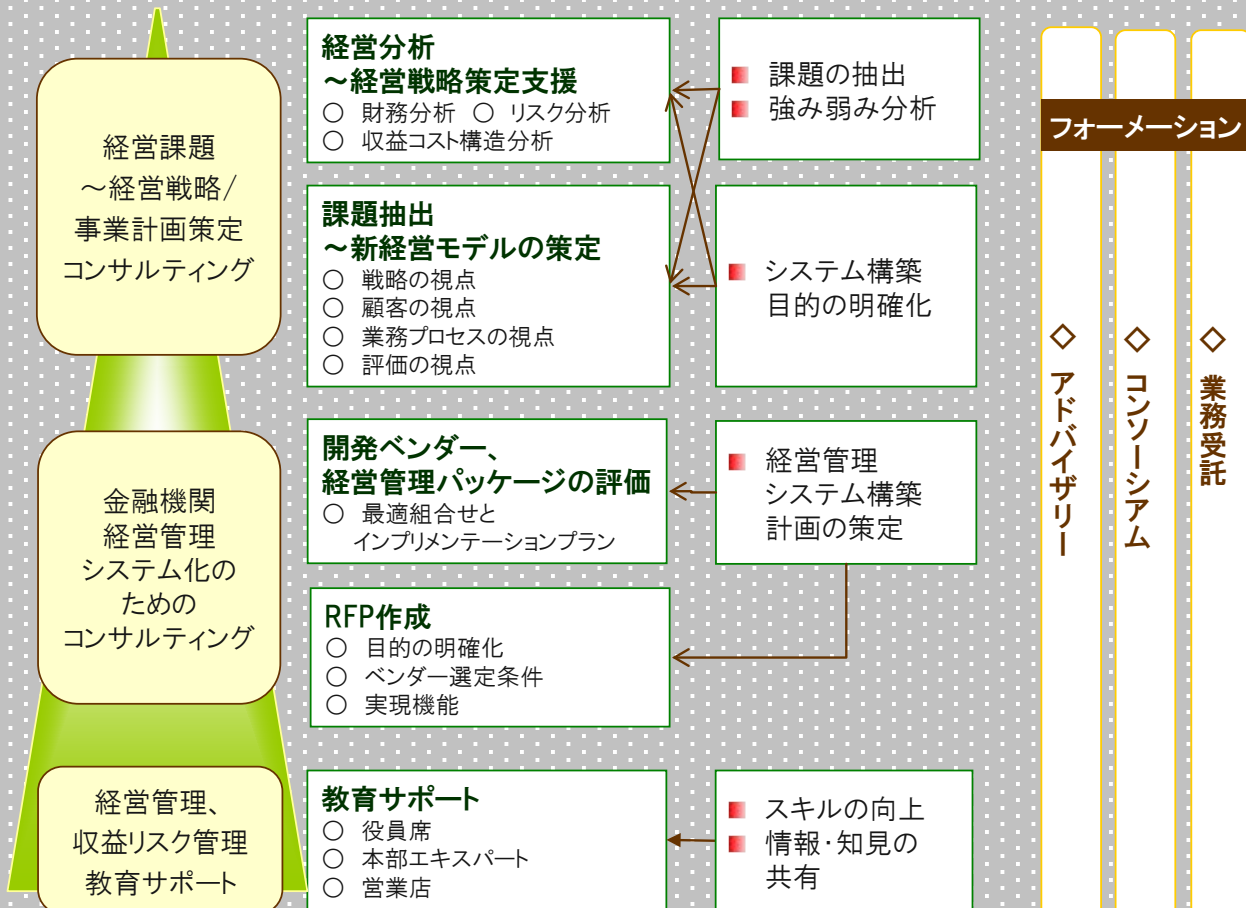 経営課題
～経営戦略/
事業計画策定
コンサルティング
経営分析
～経営戦略策定支援
○ 財務分析 ○ リスク分析
○ 収益コスト構造分析
課題抽出
～新経営モデルの策定
○ 戦略の視点
○ 顧客の視点
○ 業務プロセスの視点
○ 評価の視点
■ 課題の抽出
■ 強み弱み分析
■ システム構築
目的の明確化
金融機関
経営管理
システム化の
ための
コンサルティング
開発ベンダー、
経営管理パッケージの評価
○ 最適組合せと
インプリメンテーションプラン
RFP作成
○ 目的の明確化
○ ベンダー選定条件
○ 実現機能
■ 経営管理
システム構築
計画の策定
経営管理、
収益リスク管理
教育サポート
教育サポート
○ 役員席
○ 本部エキスパート
○ 営業店
■ スキルの向上
■ 情報・知見の
共有
フォーメーション
◇ アドバイザリー
◇ コンソーシアム
◇ 業務受託